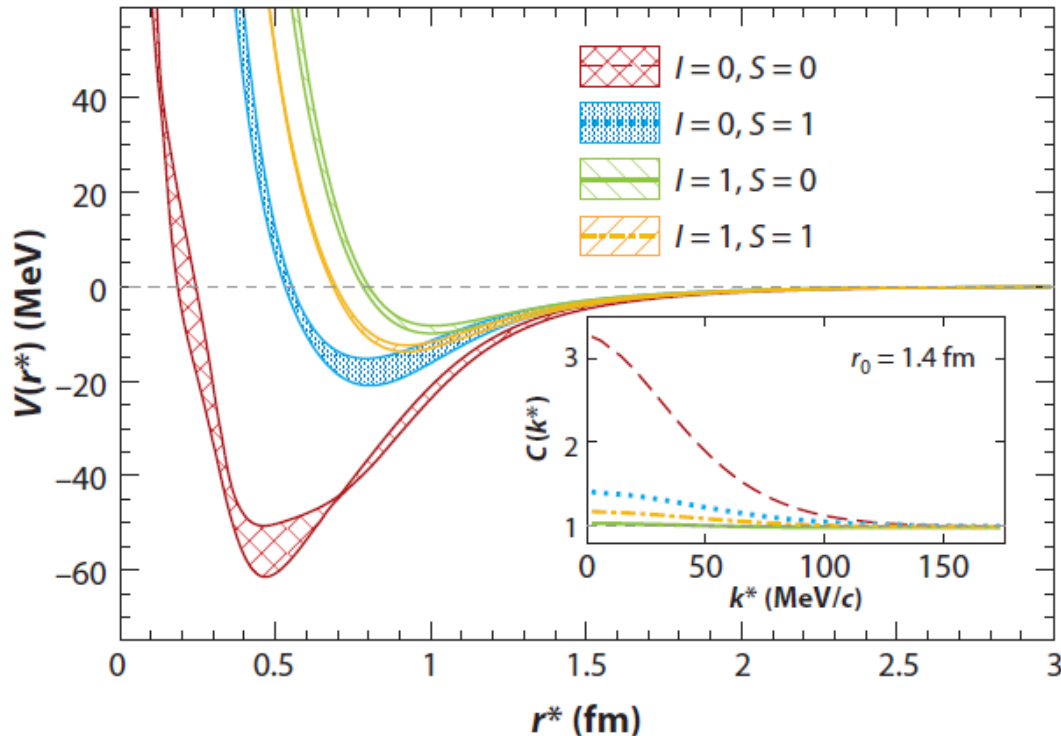 I = 0, S = 0
I = 0, S = 1
I = 1, S = 0
I = 1, S = 1
V(r*) (MeV)
40
20
0
−20
−40
−60
0
0.5
1
1.5
2
2.5
3
r* (fm)
r₀ = 1.4 fm
C(k*)
3
2
1
0
50
100
150
k* (MeV/c)